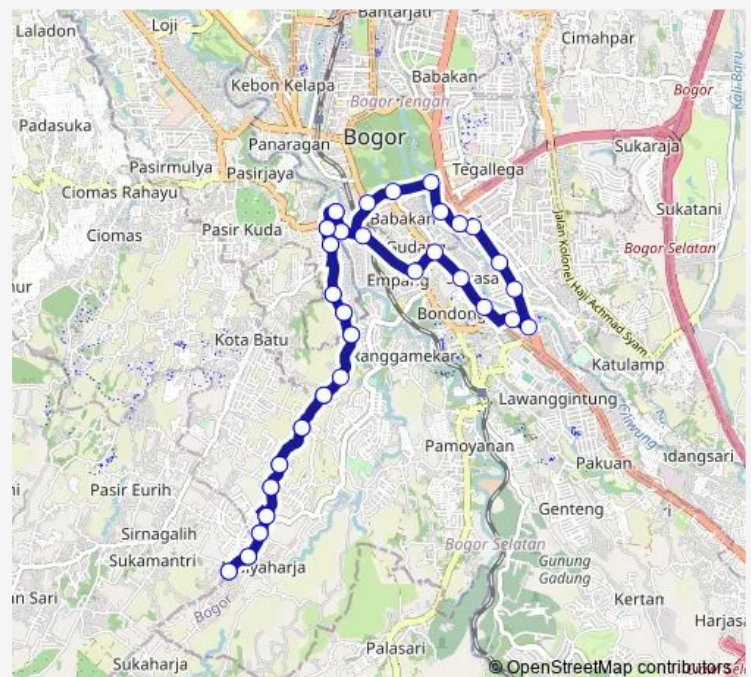 Bantarjati
Laladon
Loji
Cimahpar
Kali Baru
Babakan
Kebon Kelapa
Bogor
Bogor Tengah
Padasuka
Bogor
Panaragan
Sukaraja
Pasirmulya
Tegallega
Pasirjaya
Ciomas Rahayu
Sukatani
Babakan
Pasir Kuda
Ciomas
Gudang
Bogor Selatan
Jalan Kolonel Haji Achmad Syam
Empang
Bondong
Kota Batu
Ranggamekar
Katulamp
Ciliwung
Lawanggintung
Pamoyanan
Pakuan
Pasir Eurih
Genteng
Sirnagalih
Bogor Selatan
Sukamantri
Gunung
Gadung
Bogor
Kertan
Harjasa
Palasari
Sukaharja
© OpenStreetMap contributors